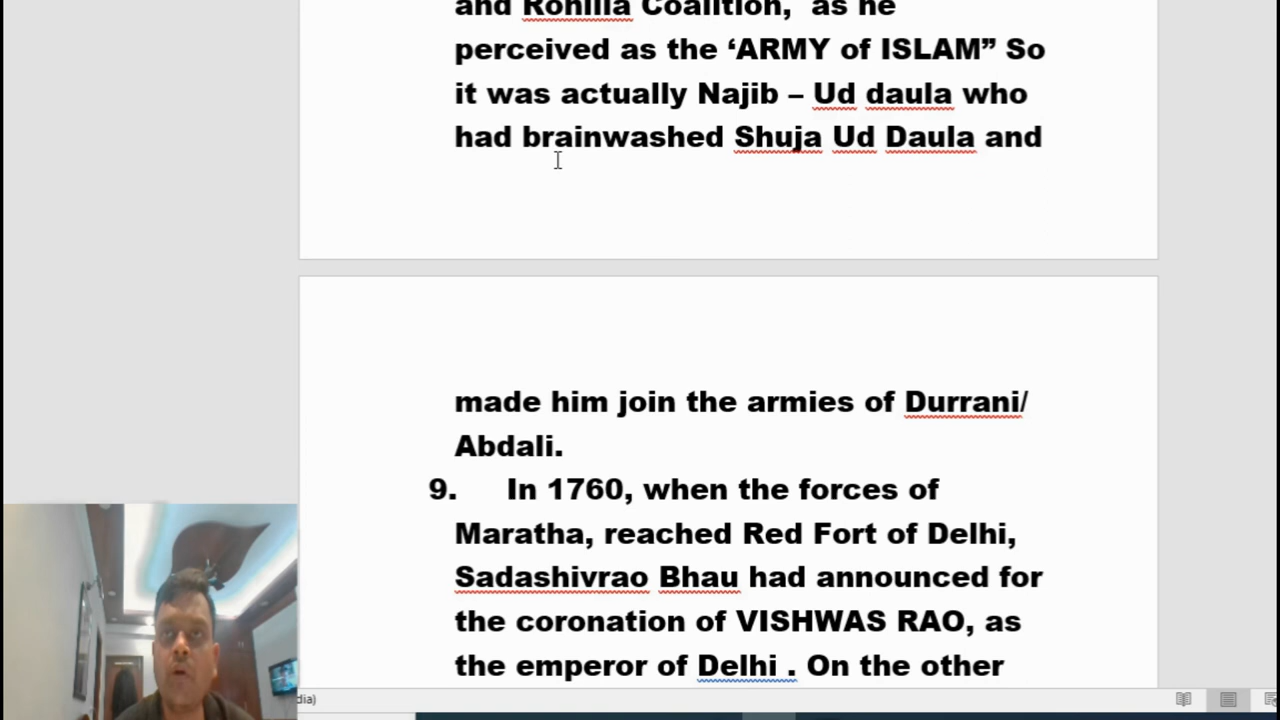 and Rohilla Coalition, as he
perceived as the ‘ARMY of ISLAM” So
it was actually Najib – Ud daula who
had brainwashed Shuja Ud Daula and
made him join the armies of Durrani/
Abdali.
9. In 1760, when the forces of
Maratha, reached Red Fort of Delhi,
Sadashivrao Bhau had announced for
the coronation of VISHWAS RAO, as
the emperor of Delhi . On the other
dia)